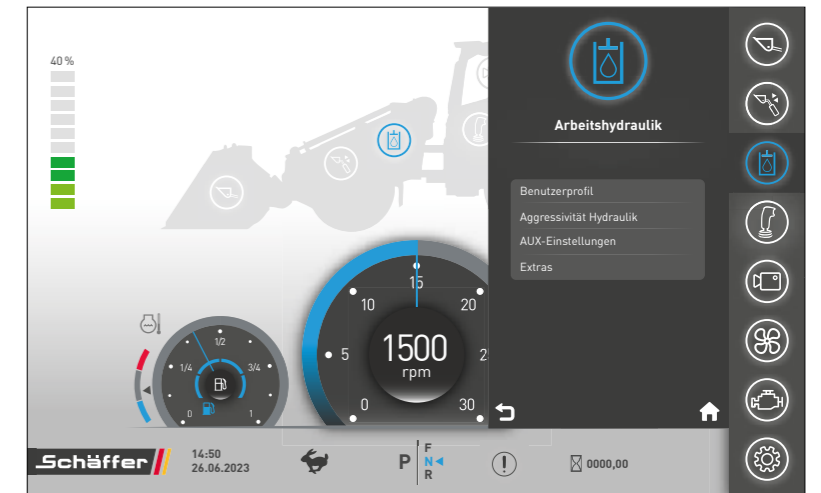 40 %
Arbeitshydraulik
Benutzerprofil
Aggressivität Hydraulik
AUX-Einstellungen
Extras
15
10
20
5
1500
2
rpm
0
30
1/2
1/4
3/4
0
1
Schäffer
14:50
26.06.2023
P
F
N
R
0000,00